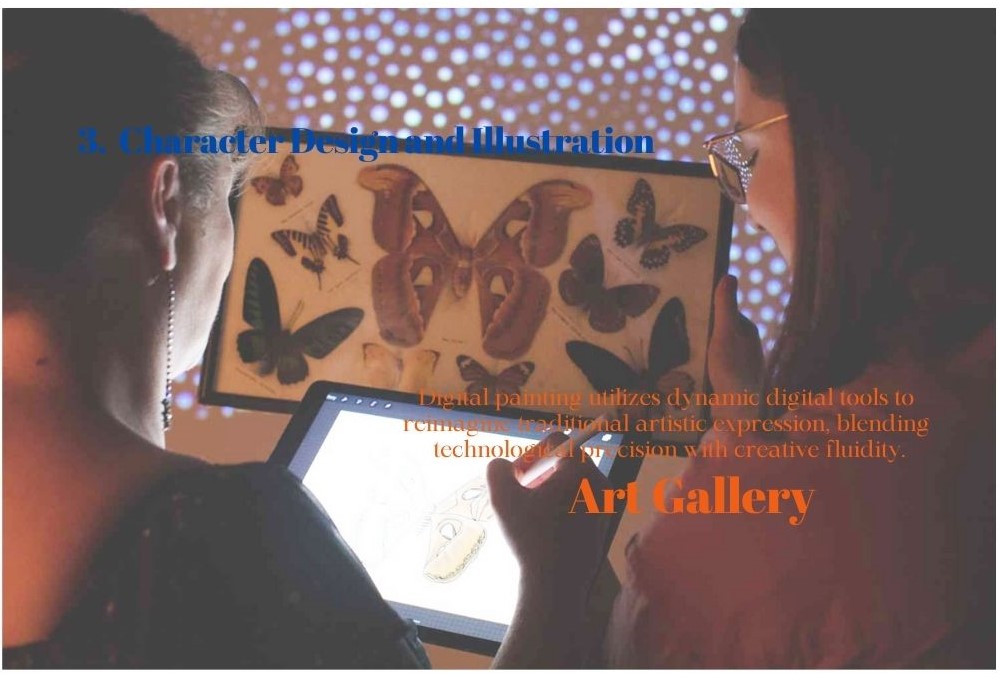 3. Character Design and Illustration
Digital painting utilizes dynamic digital tools to
reimagine traditional artistic expression, blending
technological precision with creative fluidity.
Art Gallery